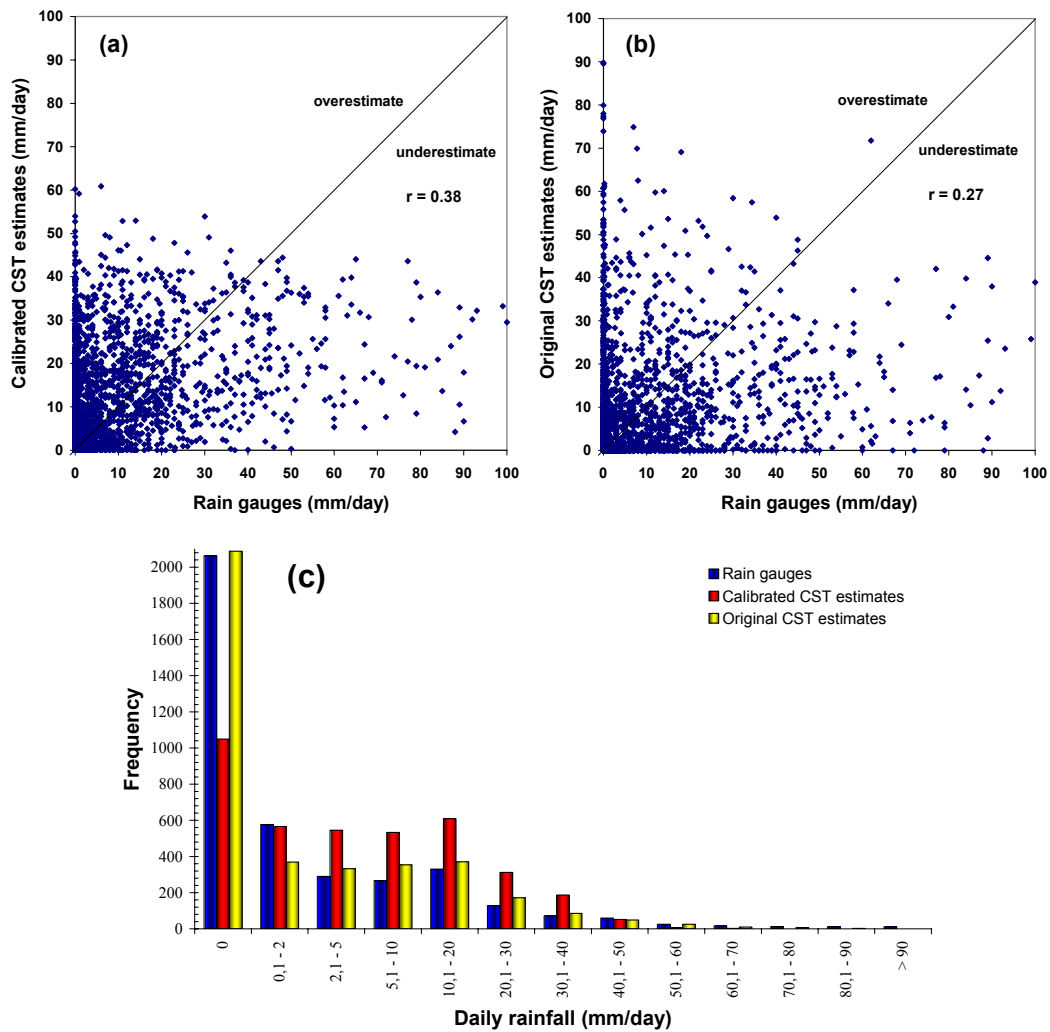 (a)
Calibrated CST estimates (mm/day)
100
90
80
70
60
50
40
30
20
10
0
overestimate
underestimate
r = 0.38
0 10 20 30 40 50 60 70 80 90 100
Rain gauges (mm/day)
(b)
Original CST estimates (mm/day)
100
90
80
70
60
50
40
30
20
10
0
overestimate
underestimate
r = 0.27
0 10 20 30 40 50 60 70 80 90 100
Rain gauges (mm/day)
(c)
Rain gauges
Calibrated CST estimates
Original CST estimates
Frequency
2000
1800
1600
1400
1200
1000
800
600
400
200
0
0
0,1 - 2
2,1 - 5
5,1 - 10
10,1 - 20
20,1 - 30
30,1 - 40
40,1 - 50
50,1 - 60
60,1 - 70
70,1 - 80
80,1 - 90
> 90
Daily rainfall (mm/day)